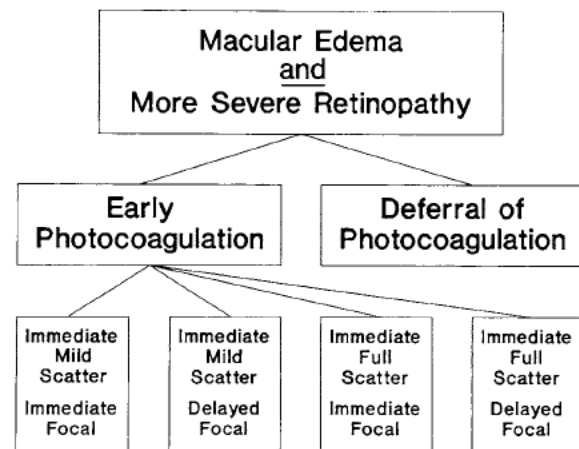 Macular Edema
and
More Severe Retinopathy
Early
Photocoagulation
Deferral of
Photocoagulation
Immediate
Mild
Scatter
Immediate
Focal
Immediate
Mild
Scatter
Delayed
Focal
Immediate
Full
Scatter
Immediate
Focal
Immediate
Full
Scatter
Delayed
Focal